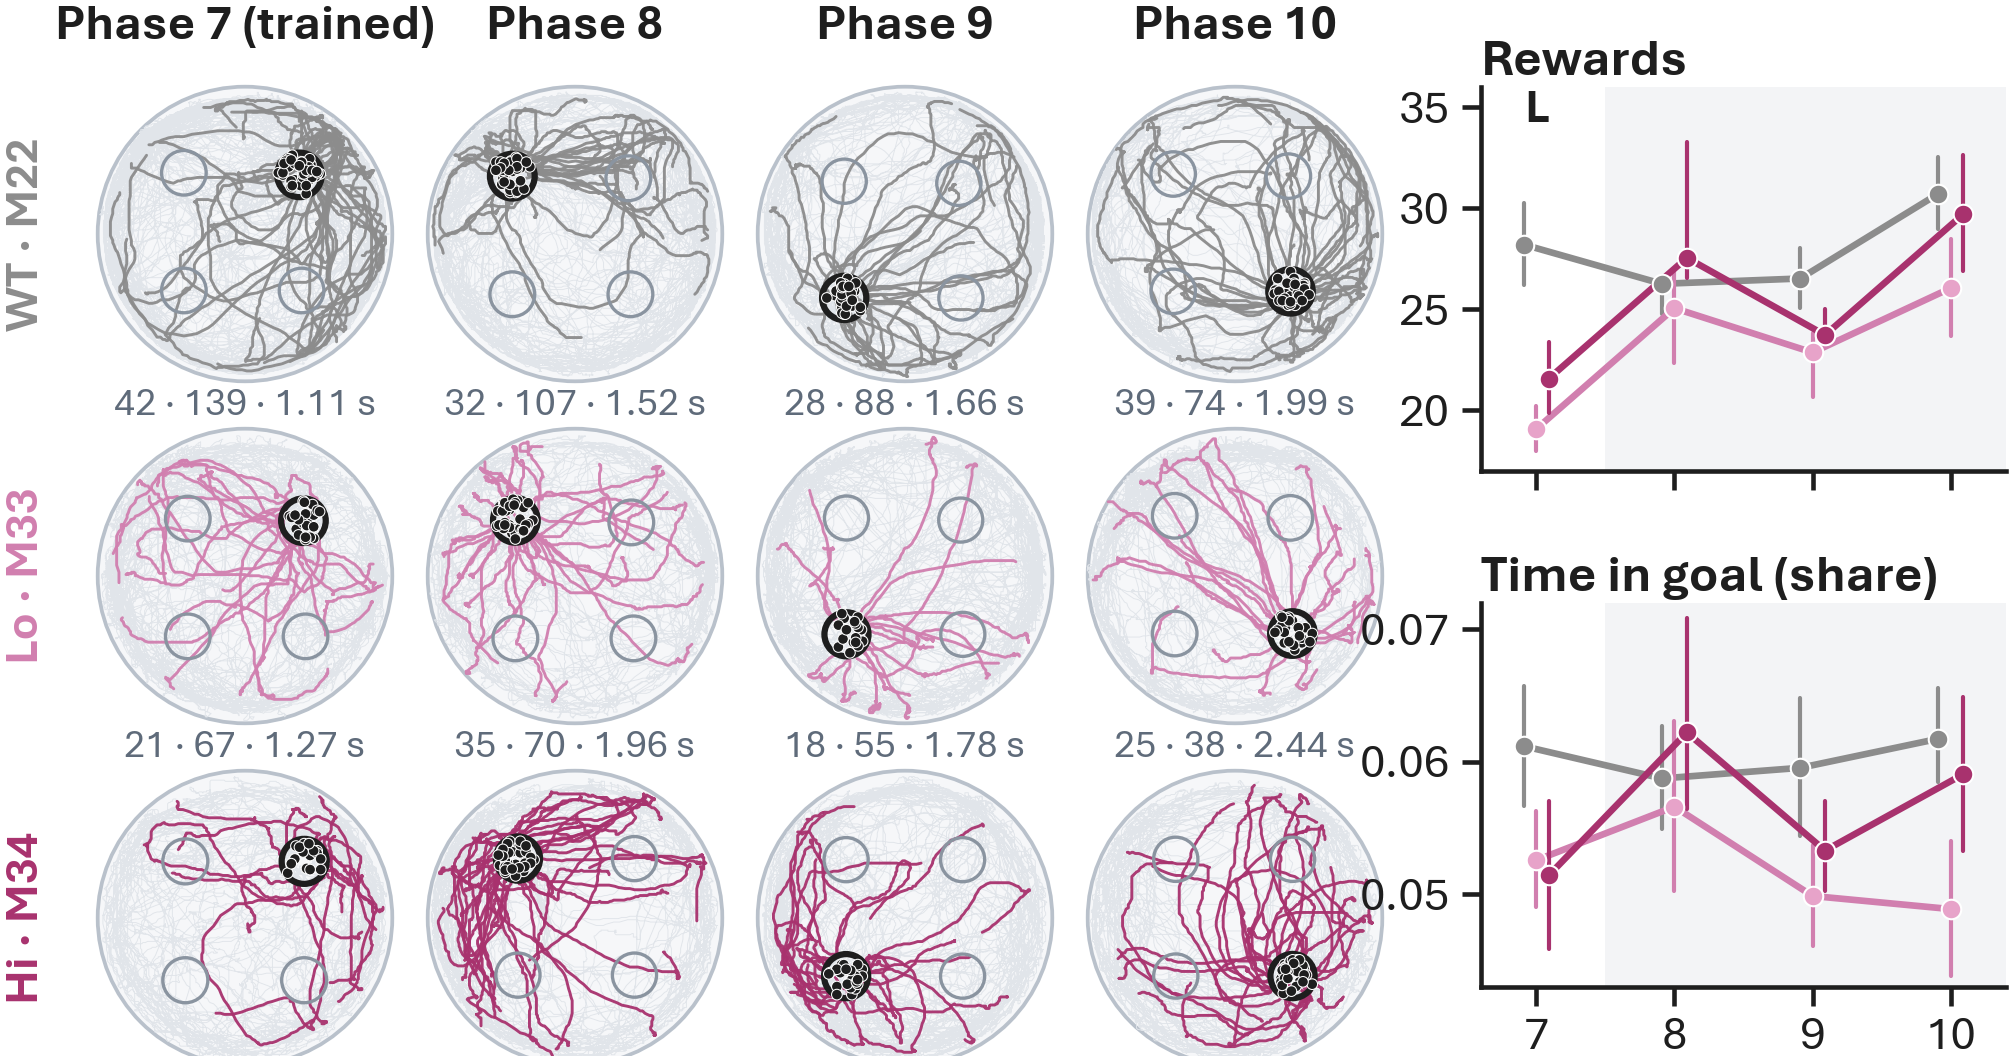 Phase 7 (trained)
Phase 8
Phase 9
Phase 10
WT · M22
42 · 139 · 1.11 s
32 · 107 · 1.52 s
28 · 88 · 1.66 s
39 · 74 · 1.99 s
Lo · M33
21 · 67 · 1.27 s
35 · 70 · 1.96 s
18 · 55 · 1.78 s
25 · 38 · 2.44 s
Hi · M34
Rewards
L
35
30
25
20
Time in goal (share)
0.07
0.06
0.05
7
8
9
10